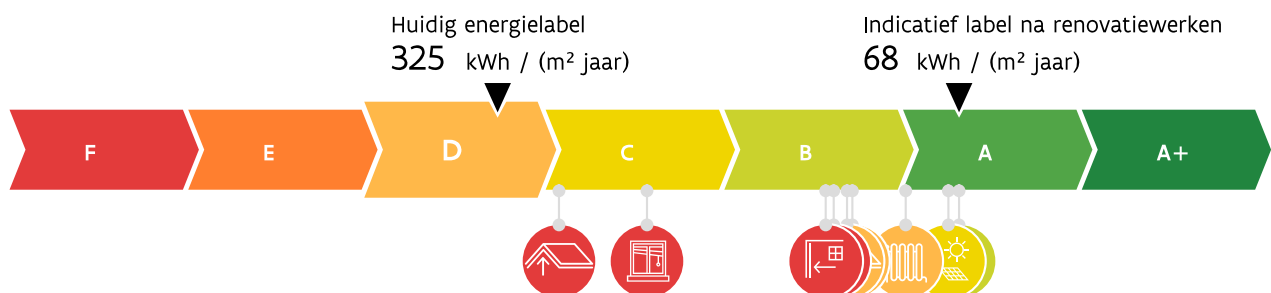 Huidig energielabel
325 kWh / (m² jaar)
Indicatief label na renovatiewerken
68 kWh / (m² jaar)
F E D C B A A+